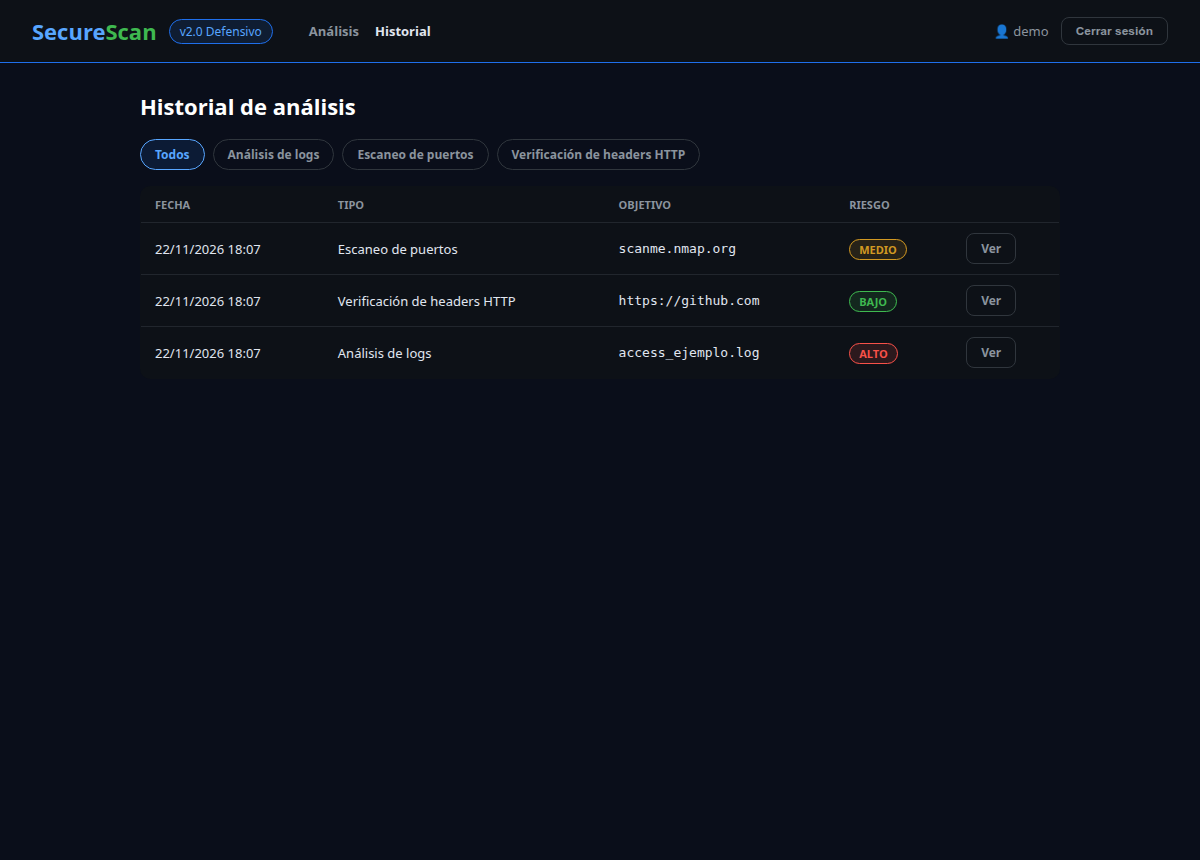 SecureScan v2.0 Defensivo Análisis Historial 👤 demo Cerrar sesión
Historial de análisis
Todos Análisis de logs Escaneo de puertos Verificación de headers HTTP
FECHA TIPO OBJETIVO RIESGO
22/11/2026 18:07 Escaneo de puertos scanme.nmap.org MEDIO Ver
22/11/2026 18:07 Verificación de headers HTTP https://github.com BAJO Ver
22/11/2026 18:07 Análisis de logs access_ejemplo.log ALTO Ver